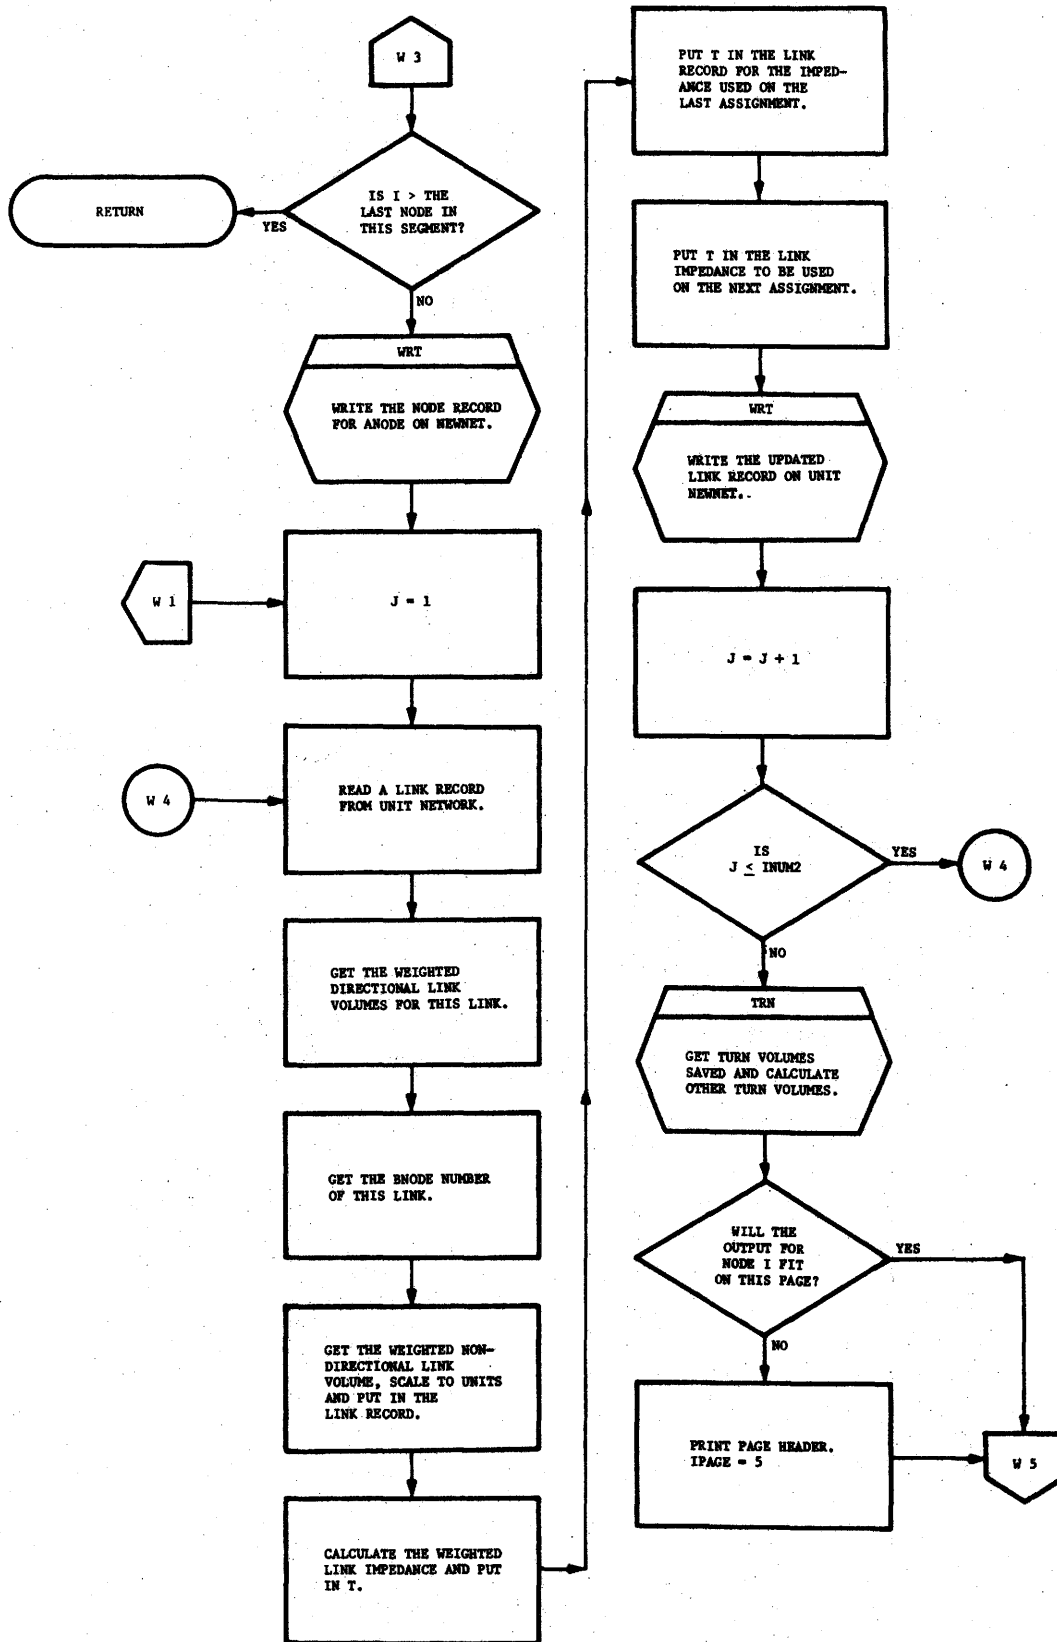 W 3
IS I > THE
LAST NODE IN
THIS SEGMENT?
YES
RETURN
NO
WRT
WRITE THE NODE RECORD
FOR ANODE ON NEWNET.
W 1
J = 1
W 4
READ A LINK RECORD
FROM UNIT NETWORK.
GET THE WEIGHTED
DIRECTIONAL LINK
VOLUMES FOR THIS LINK.
GET THE BNODE NUMBER
OF THIS LINK.
GET THE WEIGHTED NON-
DIRECTIONAL LINK
VOLUME, SCALE TO UNITS
AND PUT IN THE
LINK RECORD.
CALCULATE THE WEIGHTED
LINK IMPEDANCE AND PUT
IN T.
PUT T IN THE LINK
RECORD FOR THE IMPED-
ANCE USED ON THE
LAST ASSIGNMENT.
PUT T IN THE LINK
IMPEDANCE TO BE USED
ON THE NEXT ASSIGNMENT.
WRT
WRITE THE UPDATED
LINK RECORD ON UNIT
NEWNET.
J = J + 1
IS
J ≤ INUM2
YES
W 4
NO
TRN
GET TURN VOLUMES
SAVED AND CALCULATE
OTHER TURN VOLUMES.
WILL THE
OUTPUT FOR
NODE I FIT
ON THIS PAGE?
YES
NO
PRINT PAGE HEADER.
IPAGE = 5
W 5